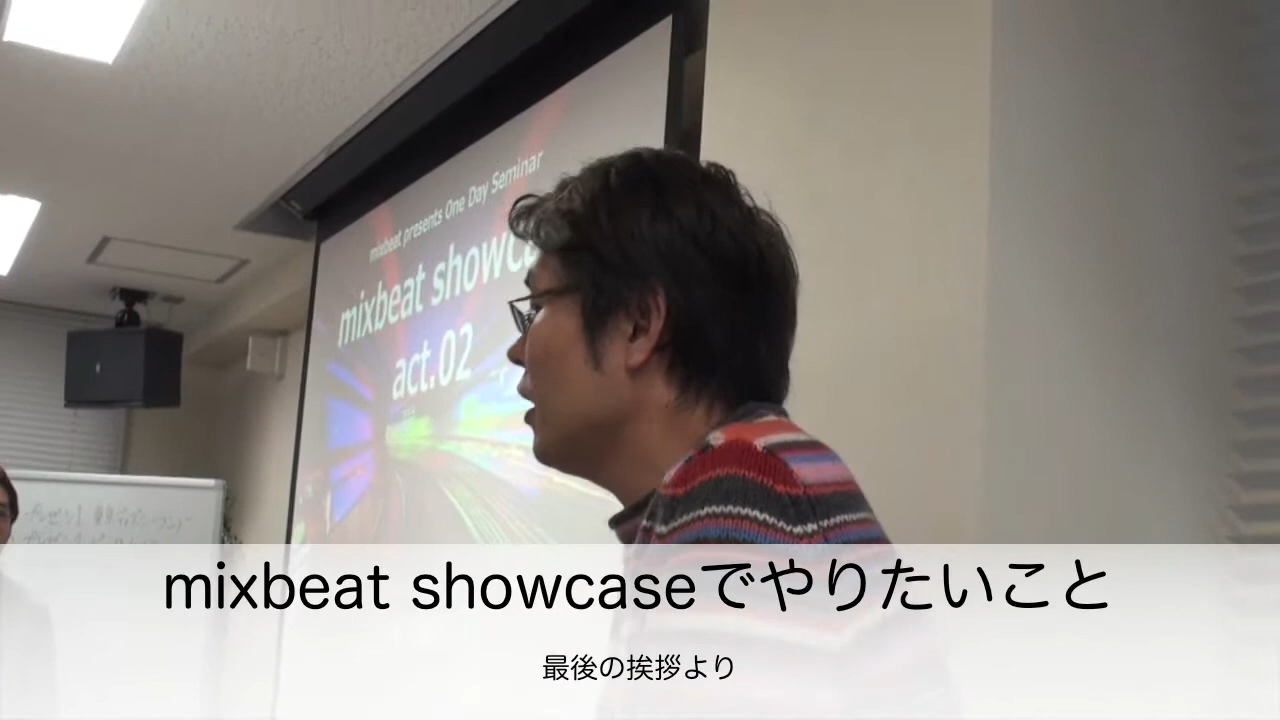 mixbeat presents One Day Seminar
mixbeat showca
act.02
mixbeat showcaseでやりたいこと
最後の挨拶より